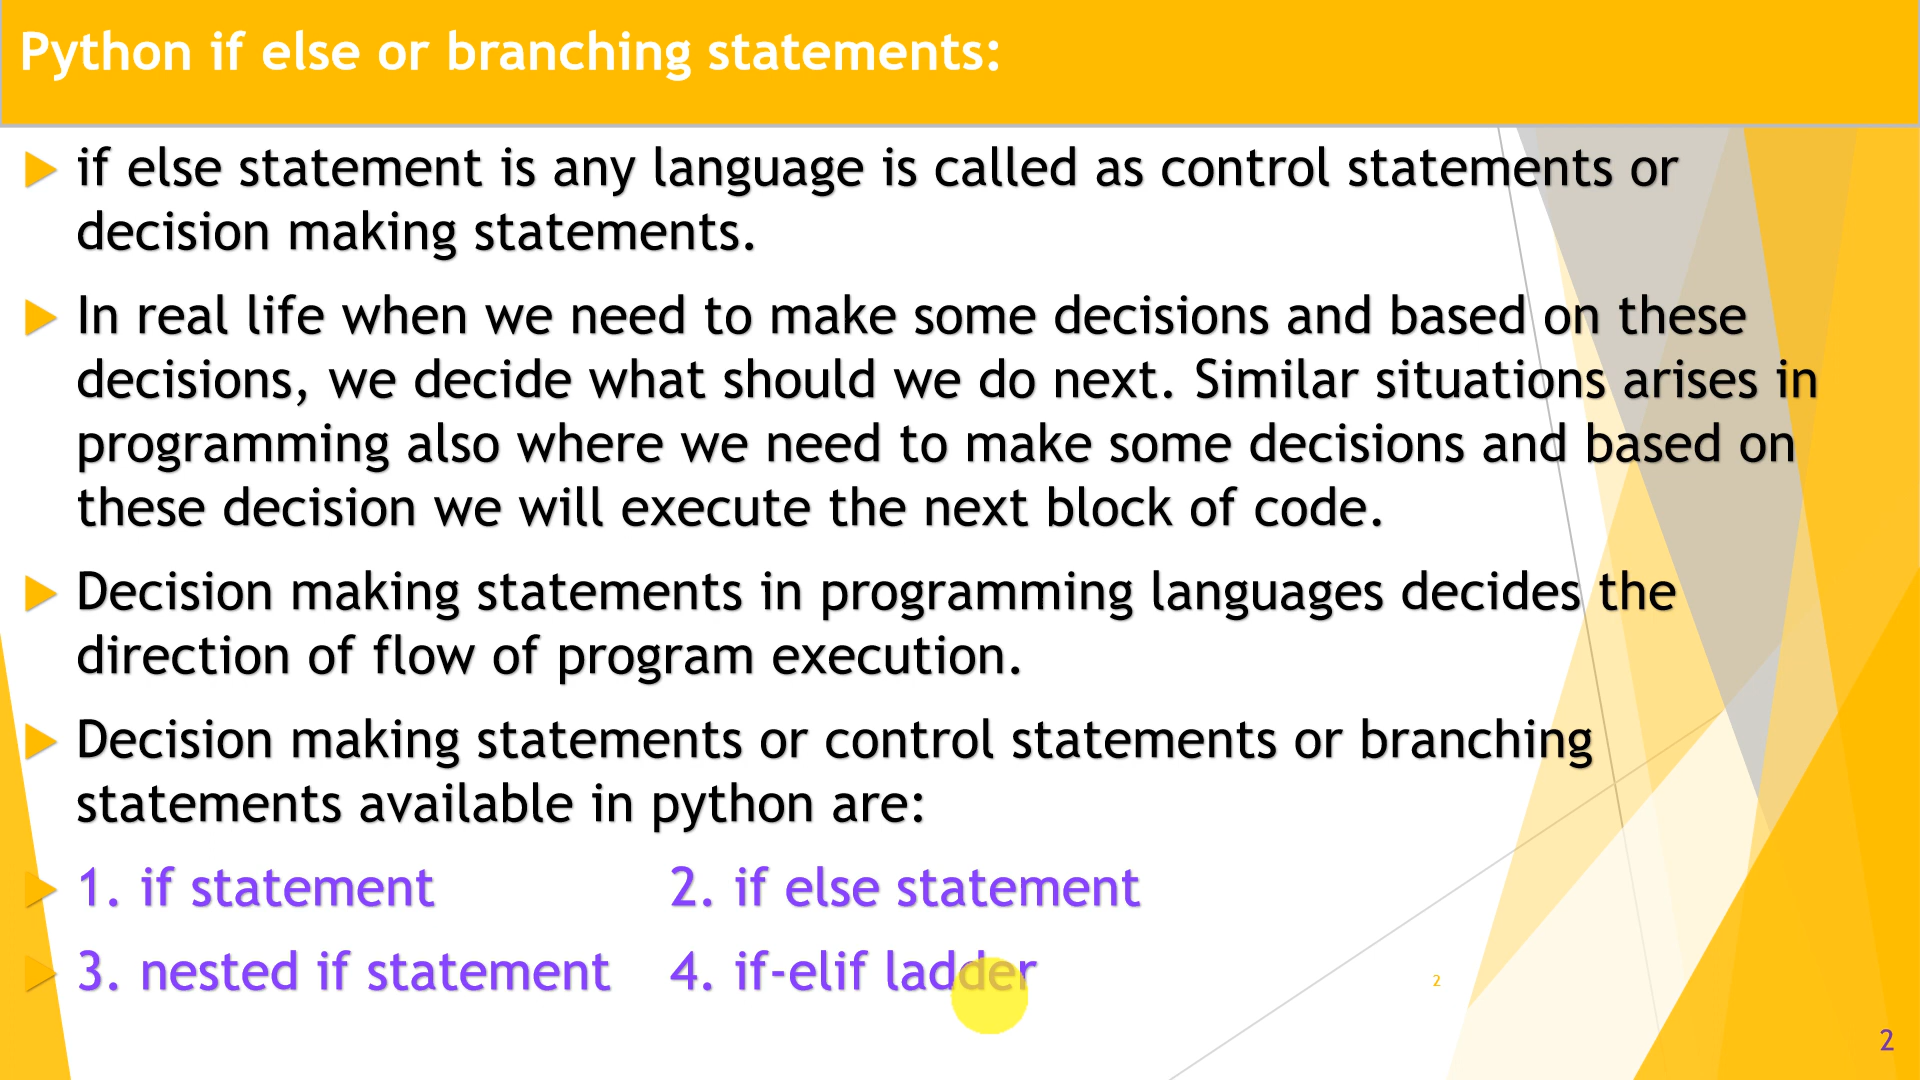 Python if else or branching statements:
if else statement is any language is called as control statements or
decision making statements.
In real life when we need to make some decisions and based on these
decisions, we decide what should we do next. Similar situations arises in
programming also where we need to make some decisions and based on
these decision we will execute the next block of code.
Decision making statements in programming languages decides the
direction of flow of program execution.
Decision making statements or control statements or branching
statements available in python are:
1. if statement 2. if else statement
3. nested if statement 4. if-elif ladder
2
2